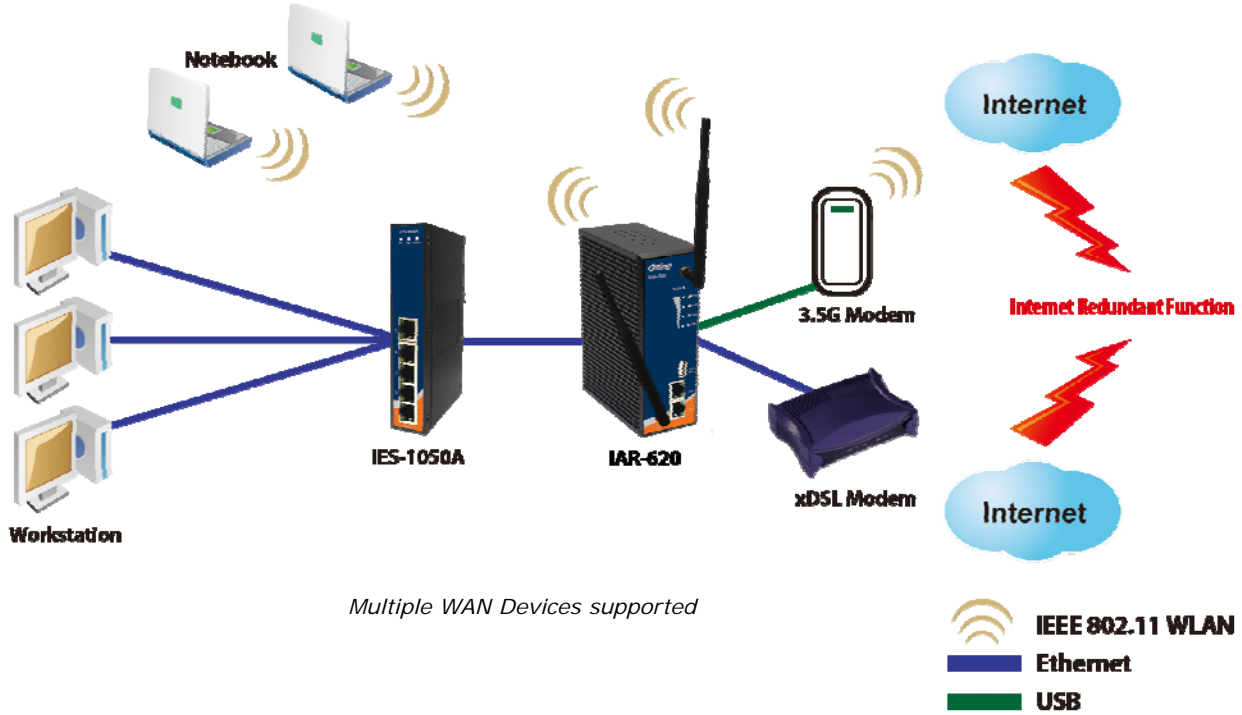 Notebook
Internet
3.5G Modem
Internet Redundant Function
IES-1050A
IAR-620
xDSL Modem
Workstation
Internet
Multiple WAN Devices supported
IEEE 802.11 WLAN
Ethernet
USB